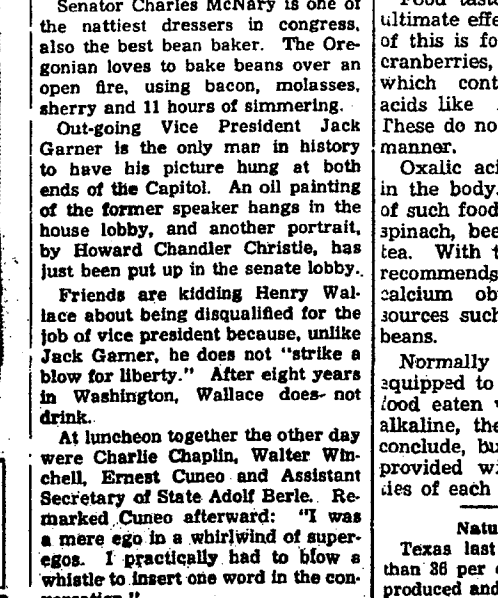 Senator Charles McNary is one of
the nattiest dressers in congress,
also the best bean baker. The Ore-
gonian loves to bake beans over an
open fire, using bacon, molasses,
sherry and 11 hours of simmering.
Out-going Vice President Jack
Garner is the only man in history
to have his picture hung at both
ends of the Capitol. An oil painting
of the former speaker hangs in the
house lobby, and another portrait,
by Howard Chandler Christie, has
just been put up in the senate lobby.
Friends are kidding Henry Wal-
lace about being disqualified for the
job of vice president because, unlike
Jack Garner, he does not "strike a
blow for liberty." After eight years
in Washington, Wallace does not
drink.
At luncheon together the other day
were Charlie Chaplin, Walter Win-
chell, Ernest Cuneo and Assistant
Secretary of State Adolf Berle. Re-
marked Cuneo afterward: "I was
a mere ego in a whirlwind of super-
egos. I practically had to blow a
whistle to insert one word in the con-
versation."
ultimate effe
of this is fo
cranberries,
which cont
acids like
These do no
manner.
Oxalic aci
in the body.
of such food
spinach, bee
tea. With t
recommends
calcium ob
sources such
beans.
Normally
equipped to
food eaten
alkaline, the
conclude, bu
provided wi
ties of each
Natu
Texas last
than 36 per
produced and